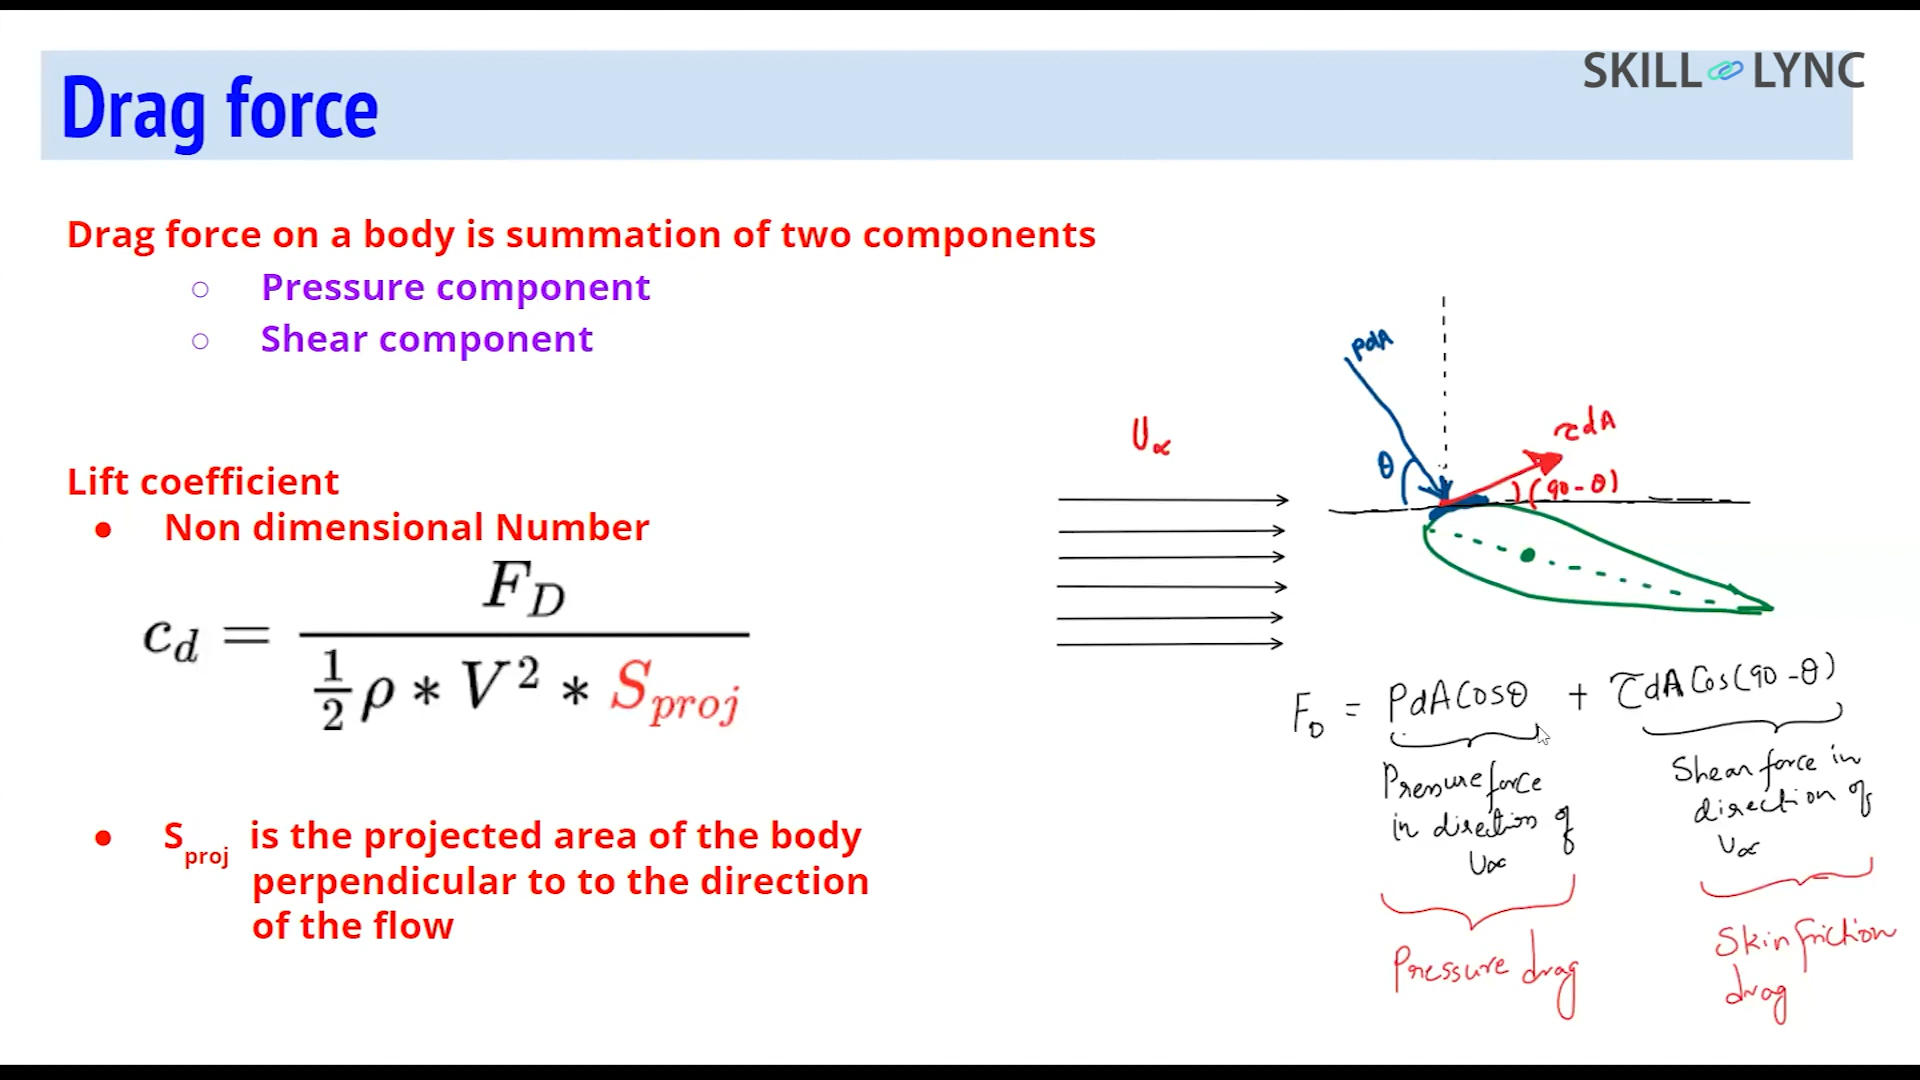 SKILL LYNC
Drag force
Drag force on a body is summation of two components
○ Pressure component
○ Shear component
Lift coefficient
● Non dimensional Number
c_d = F_D / (1/2 ρ * V² * S_proj)
● S_proj is the projected area of the body
perpendicular to to the direction
of the flow
PdA
U∝
τdA
θ
(90-θ)
F_D = PdA Cosθ + τdA Cos(90-θ)
Pressure force
in direction of
U∝
Shear force in
direction of
U∝
Pressure drag
Skin friction
drag